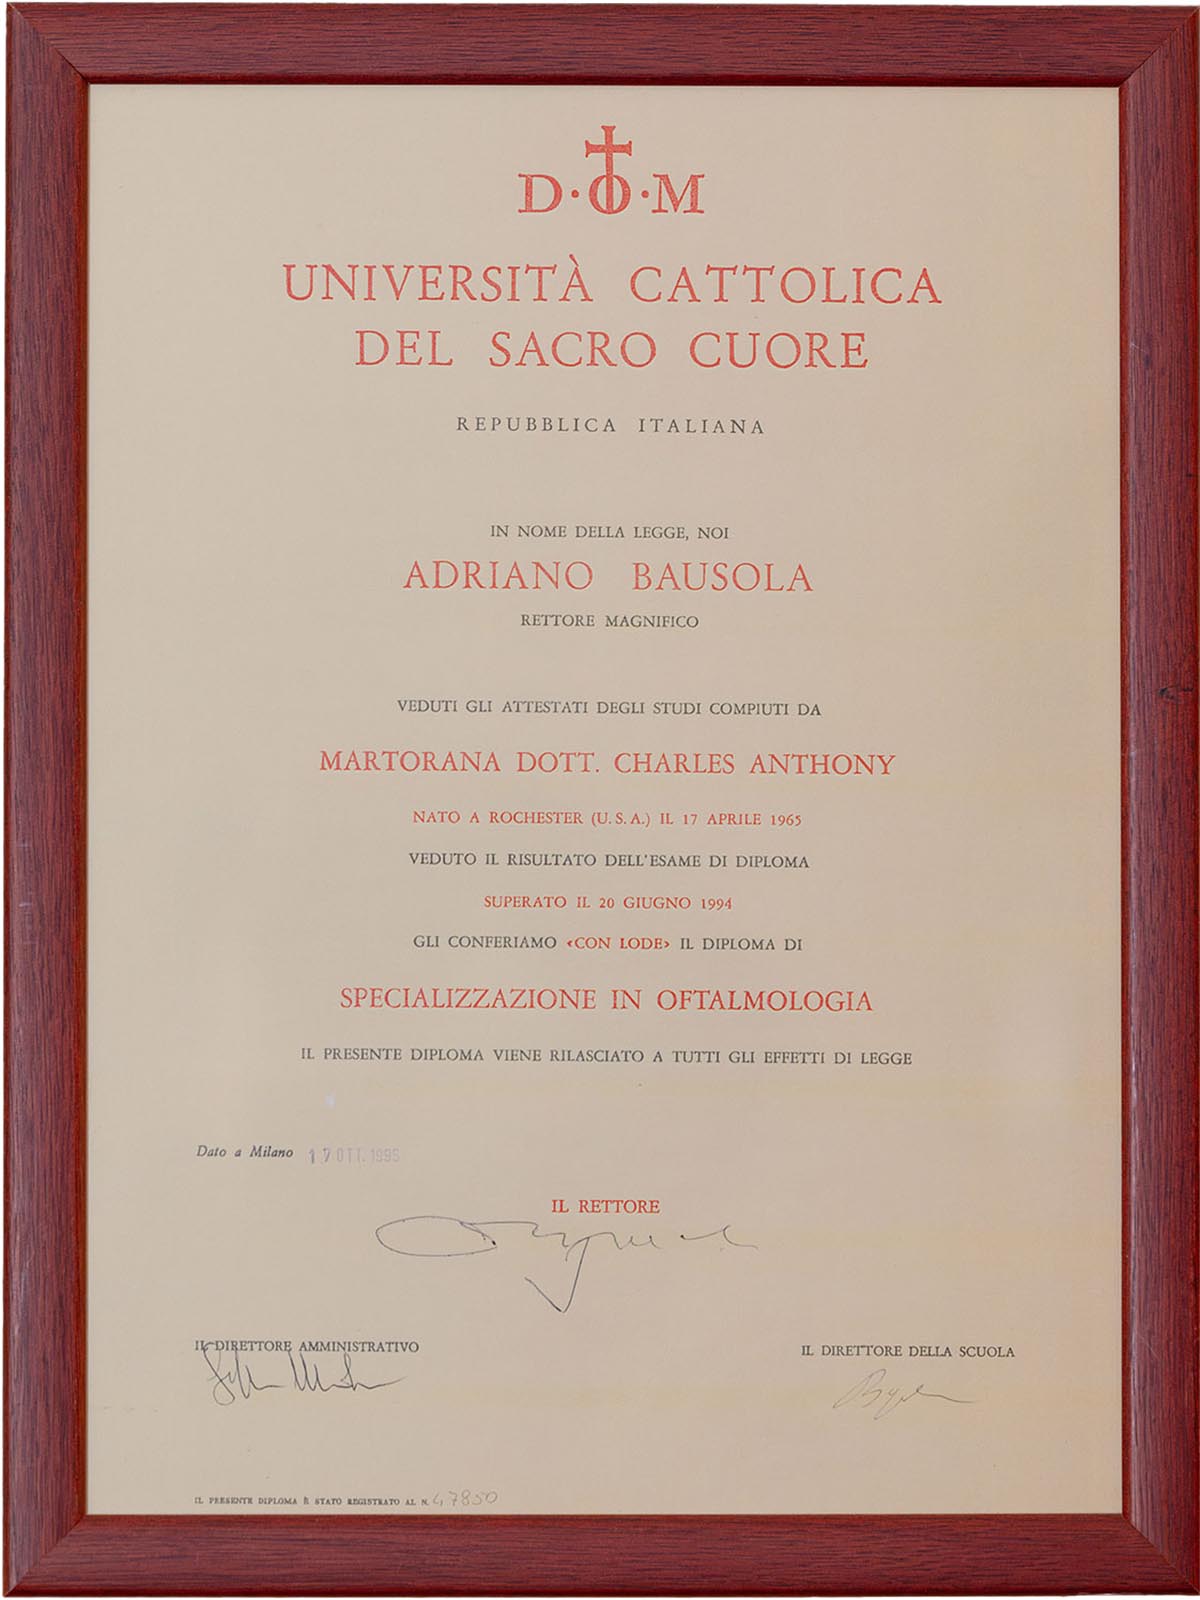 D·O·M
UNIVERSITÀ CATTOLICA
DEL SACRO CUORE
REPUBBLICA ITALIANA
IN NOME DELLA LEGGE, NOI
ADRIANO BAUSOLA
RETTORE MAGNIFICO
VEDUTI GLI ATTESTATI DEGLI STUDI COMPIUTI DA
MARTORANA DOTT. CHARLES ANTHONY
NATO A ROCHESTER (U.S.A.) IL 17 APRILE 1965
VEDUTO IL RISULTATO DELL'ESAME DI DIPLOMA
SUPERATO IL 20 GIUGNO 1994
GLI CONFERIAMO «CON LODE» IL DIPLOMA DI
SPECIALIZZAZIONE IN OFTALMOLOGIA
IL PRESENTE DIPLOMA VIENE RILASCIATO A TUTTI GLI EFFETTI DI LEGGE
Dato a Milano 17 OTT. 1995
IL RETTORE
IL DIRETTORE AMMINISTRATIVO
IL DIRETTORE DELLA SCUOLA
IL PRESENTE DIPLOMA È STATO REGISTRATO AL N. 47850